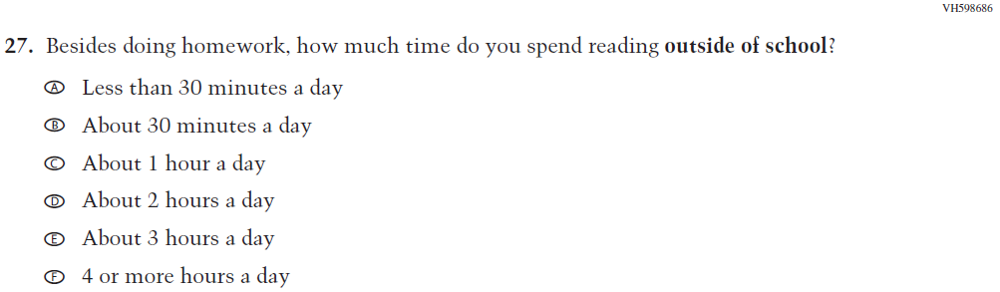 VH598686
27. Besides doing homework, how much time do you spend reading outside of school?
A Less than 30 minutes a day
B About 30 minutes a day
C About 1 hour a day
D About 2 hours a day
E About 3 hours a day
F 4 or more hours a day